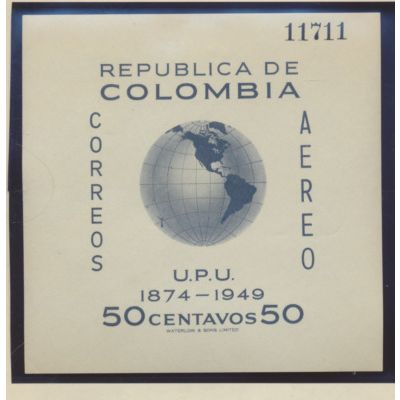 11711
REPUBLICA DE
COLOMBIA
CORREOS
AEREO
U.P.U.
1874-1949
50 CENTAVOS 50
WATERLOW & SONS LIMITED